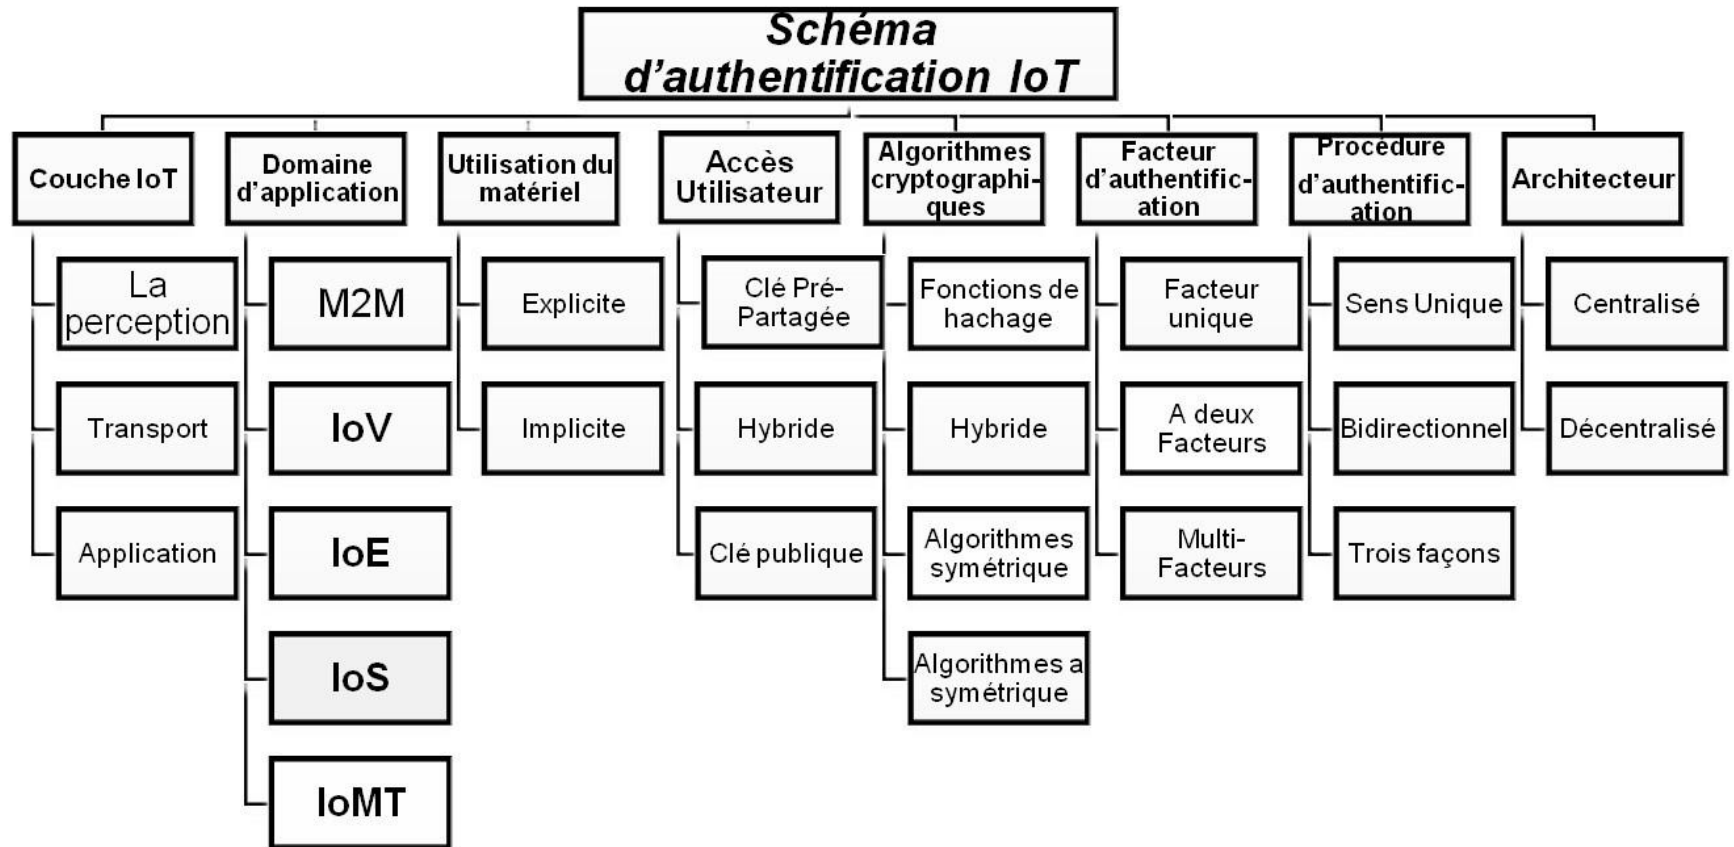 Schéma
d'authentification IoT
Couche IoT
La
perception
Transport
Application
Domaine
d'application
M2M
IoV
IoE
IoS
IoMT
Utilisation du
matériel
Explicite
Implicite
Accès
Utilisateur
Clé Pré-
Partagée
Hybride
Clé publique
Algorithmes
cryptographi-
ques
Fonctions de
hachage
Hybride
Algorithmes
symétrique
Algorithmes a
symétrique
Facteur
d'authentific-
ation
Facteur
unique
A deux
Facteurs
Multi-
Facteurs
Procédure
d'authentific-
ation
Sens Unique
Bidirectionnel
Trois façons
Architecteur
Centralisé
Décentralisé